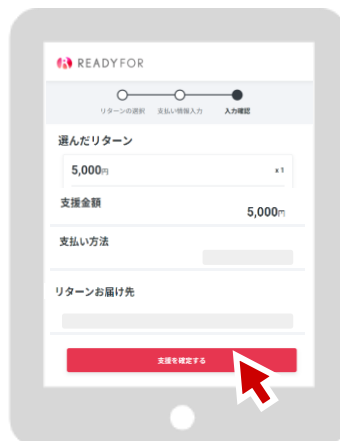 READYFOR
リターンの選択 支払い情報入力 入力確認
選んだリターン
5,000円 x 1
支援金額
5,000円
支払い方法
リターンお届け先
支援を確定する